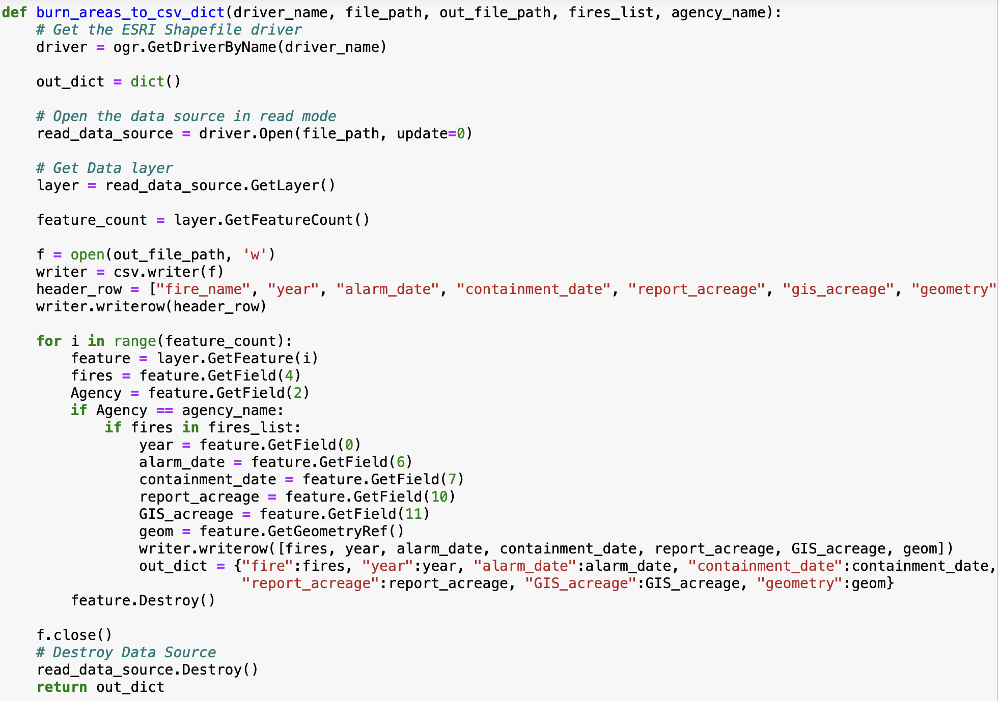 def burn_areas_to_csv_dict(driver_name, file_path, out_file_path, fires_list, agency_name):
    # Get the ESRI Shapefile driver
    driver = ogr.GetDriverByName(driver_name)

    out_dict = dict()

    # Open the data source in read mode
    read_data_source = driver.Open(file_path, update=0)

    # Get Data layer
    layer = read_data_source.GetLayer()

    feature_count = layer.GetFeatureCount()

    f = open(out_file_path, 'w')
    writer = csv.writer(f)
    header_row = ["fire_name", "year", "alarm_date", "containment_date", "report_acreage", "gis_acreage", "geometry"
    writer.writerow(header_row)

    for i in range(feature_count):
        feature = layer.GetFeature(i)
        fires = feature.GetField(4)
        Agency = feature.GetField(2)
        if Agency == agency_name:
            if fires in fires_list:
                year = feature.GetField(0)
                alarm_date = feature.GetField(6)
                containment_date = feature.GetField(7)
                report_acreage = feature.GetField(10)
                GIS_acreage = feature.GetField(11)
                geom = feature.GetGeometryRef()
                writer.writerow([fires, year, alarm_date, containment_date, report_acreage, GIS_acreage, geom])
                out_dict = {"fire":fires, "year":year, "alarm_date":alarm_date, "containment_date":containment_date,
                            "report_acreage":report_acreage, "GIS_acreage":GIS_acreage, "geometry":geom}
        feature.Destroy()

    f.close()
    # Destroy Data Source
    read_data_source.Destroy()
    return out_dict